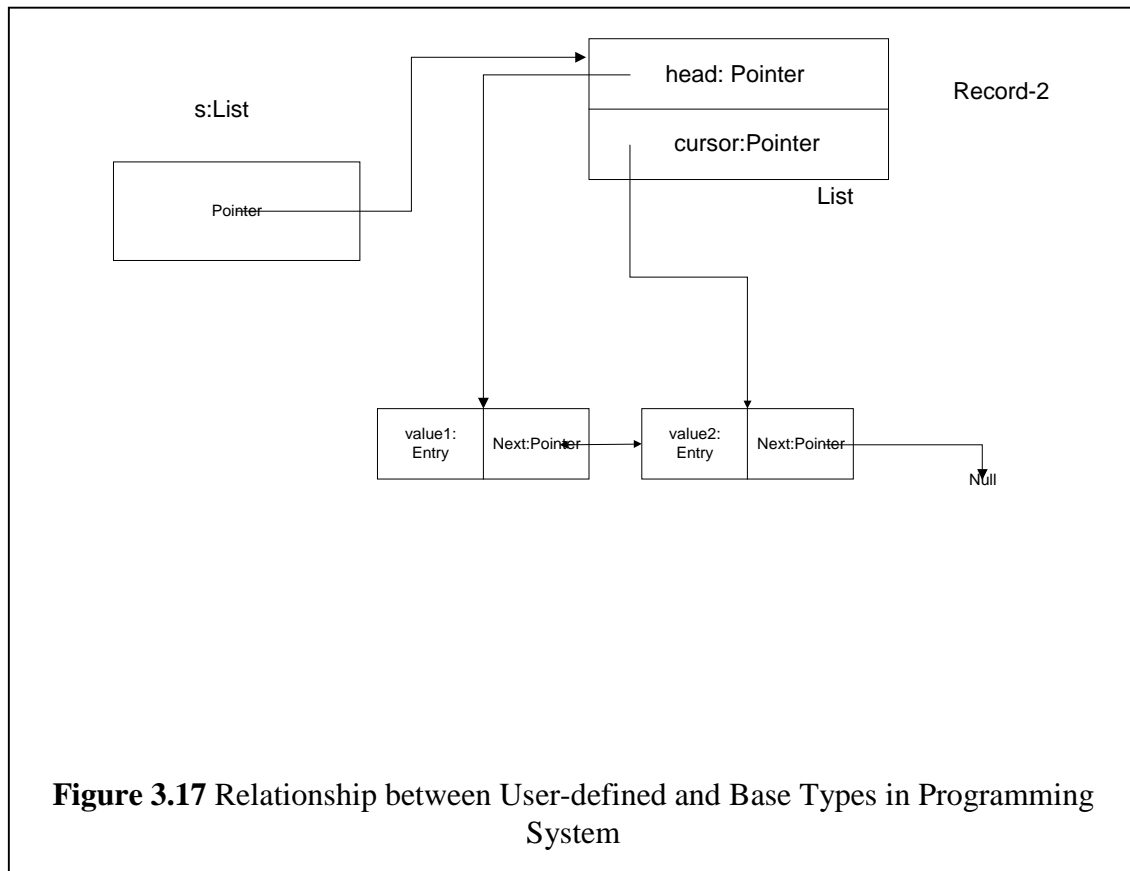 head: Pointer
Record-2
s:List
cursor:Pointer
List
Pointer
value1:
Entry
Next:Pointer
value2:
Entry
Next:Pointer
Null
Figure 3.17 Relationship between User-defined and Base Types in Programming
System